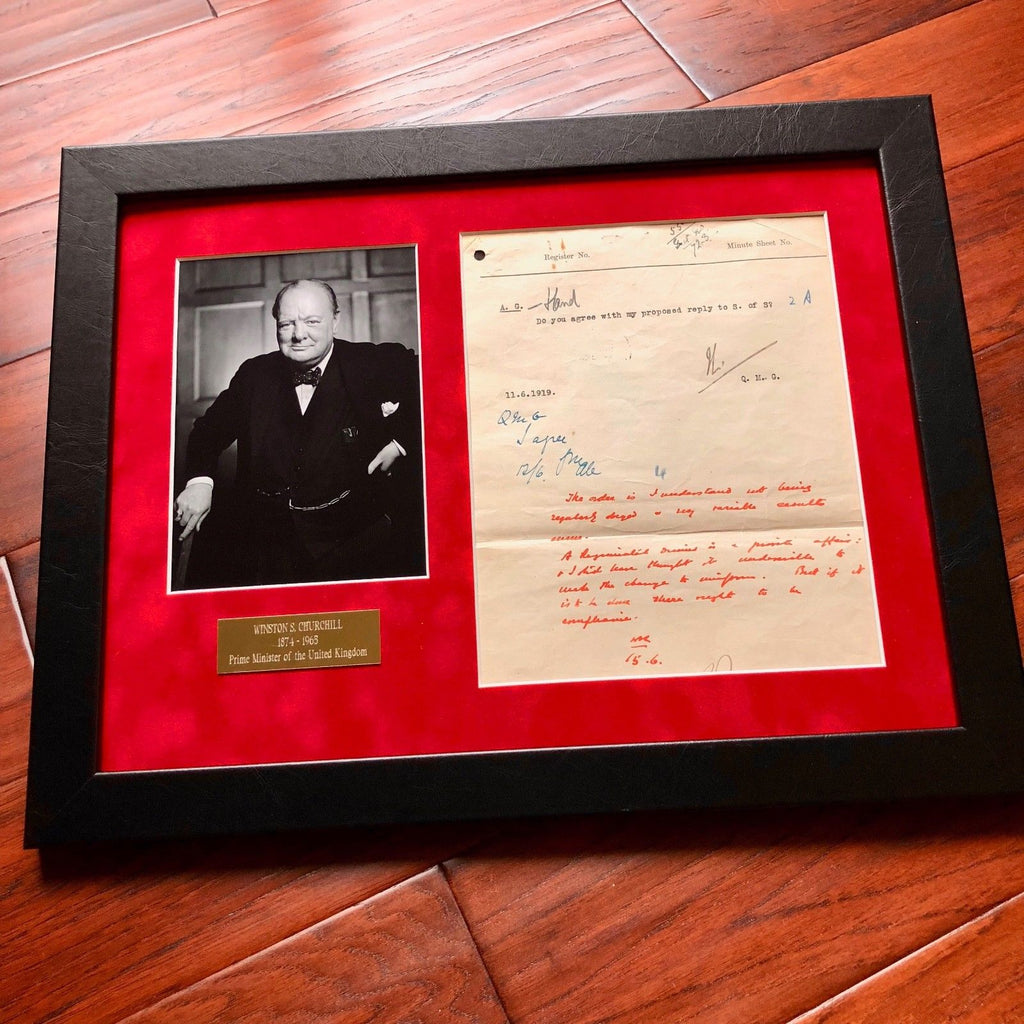 WINSTON S. CHURCHILL
1874 - 1965
Prime Minister of the United Kingdom
Register No.
Minute Sheet No.
A. G.
Do you agree with my proposed reply to S. of S? 2 A
Q. M. G.
11.6.1919.
QMG
I agree
The order is I understand not being
regularly obeyed & very variable results
ensue.
A Regimental Dinner is a private affair:
& I shd have thought it undesirable to
make the change to uniform. But if it
is to be done there ought to be
compliance.
15.6.